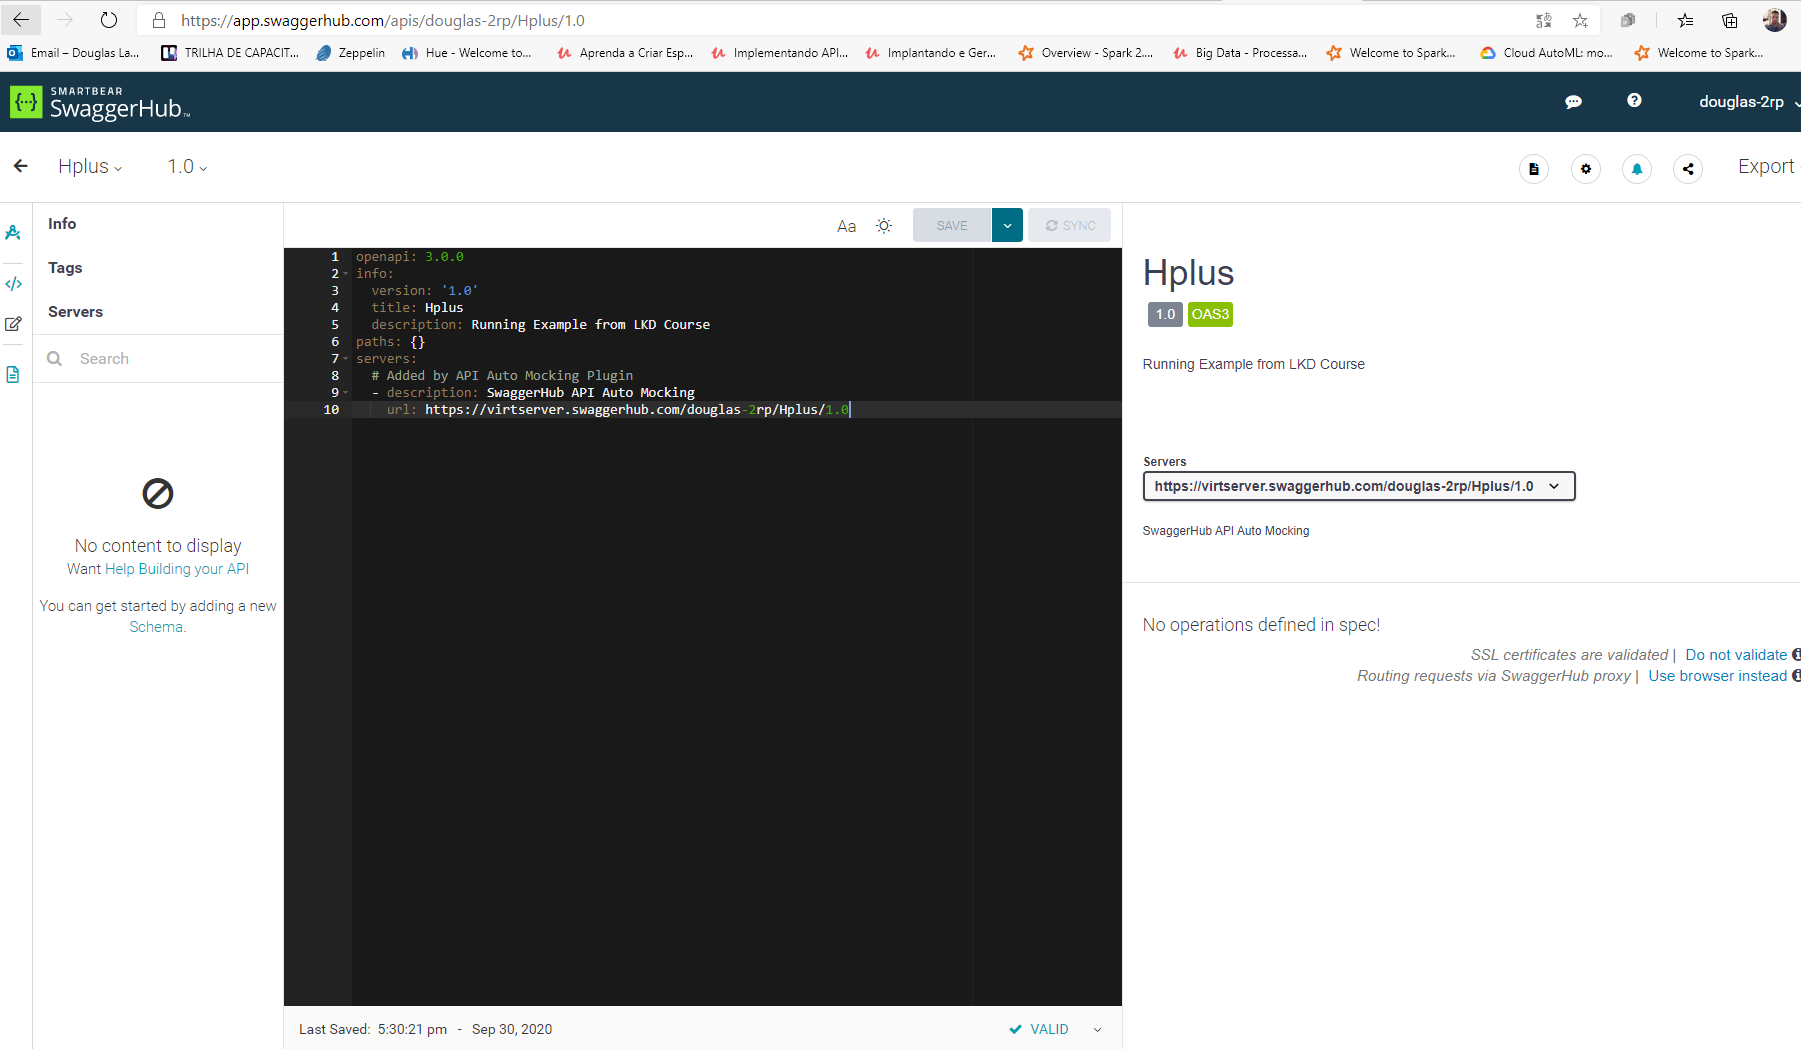 https://app.swaggerhub.com/apis/douglas-2rp/Hplus/1.0
Email – Douglas La... TRILHA DE CAPACIT... Zeppelin Hue - Welcome to... Aprenda a Criar Esp... Implementando API... Implantando e Ger... Overview - Spark 2.... Big Data - Processa... Welcome to Spark... Cloud AutoML: mo... Welcome to Spark...
SMARTBEAR
SwaggerHub™
douglas-2rp
Hplus 1.0 Export
Info
Tags
Servers
Search
No content to display
Want Help Building your API
You can get started by adding a new
Schema.
Aa SAVE SYNC
1 openapi: 3.0.0
2 info:
3 version: '1.0'
4 title: Hplus
5 description: Running Example from LKD Course
6 paths: {}
7 servers:
8 # Added by API Auto Mocking Plugin
9 - description: SwaggerHub API Auto Mocking
10 url: https://virtserver.swaggerhub.com/douglas-2rp/Hplus/1.0
Last Saved: 5:30:21 pm - Sep 30, 2020 VALID
Hplus
1.0 OAS3
Running Example from LKD Course
Servers
https://virtserver.swaggerhub.com/douglas-2rp/Hplus/1.0
SwaggerHub API Auto Mocking
No operations defined in spec!
SSL certificates are validated | Do not validate
Routing requests via SwaggerHub proxy | Use browser instead